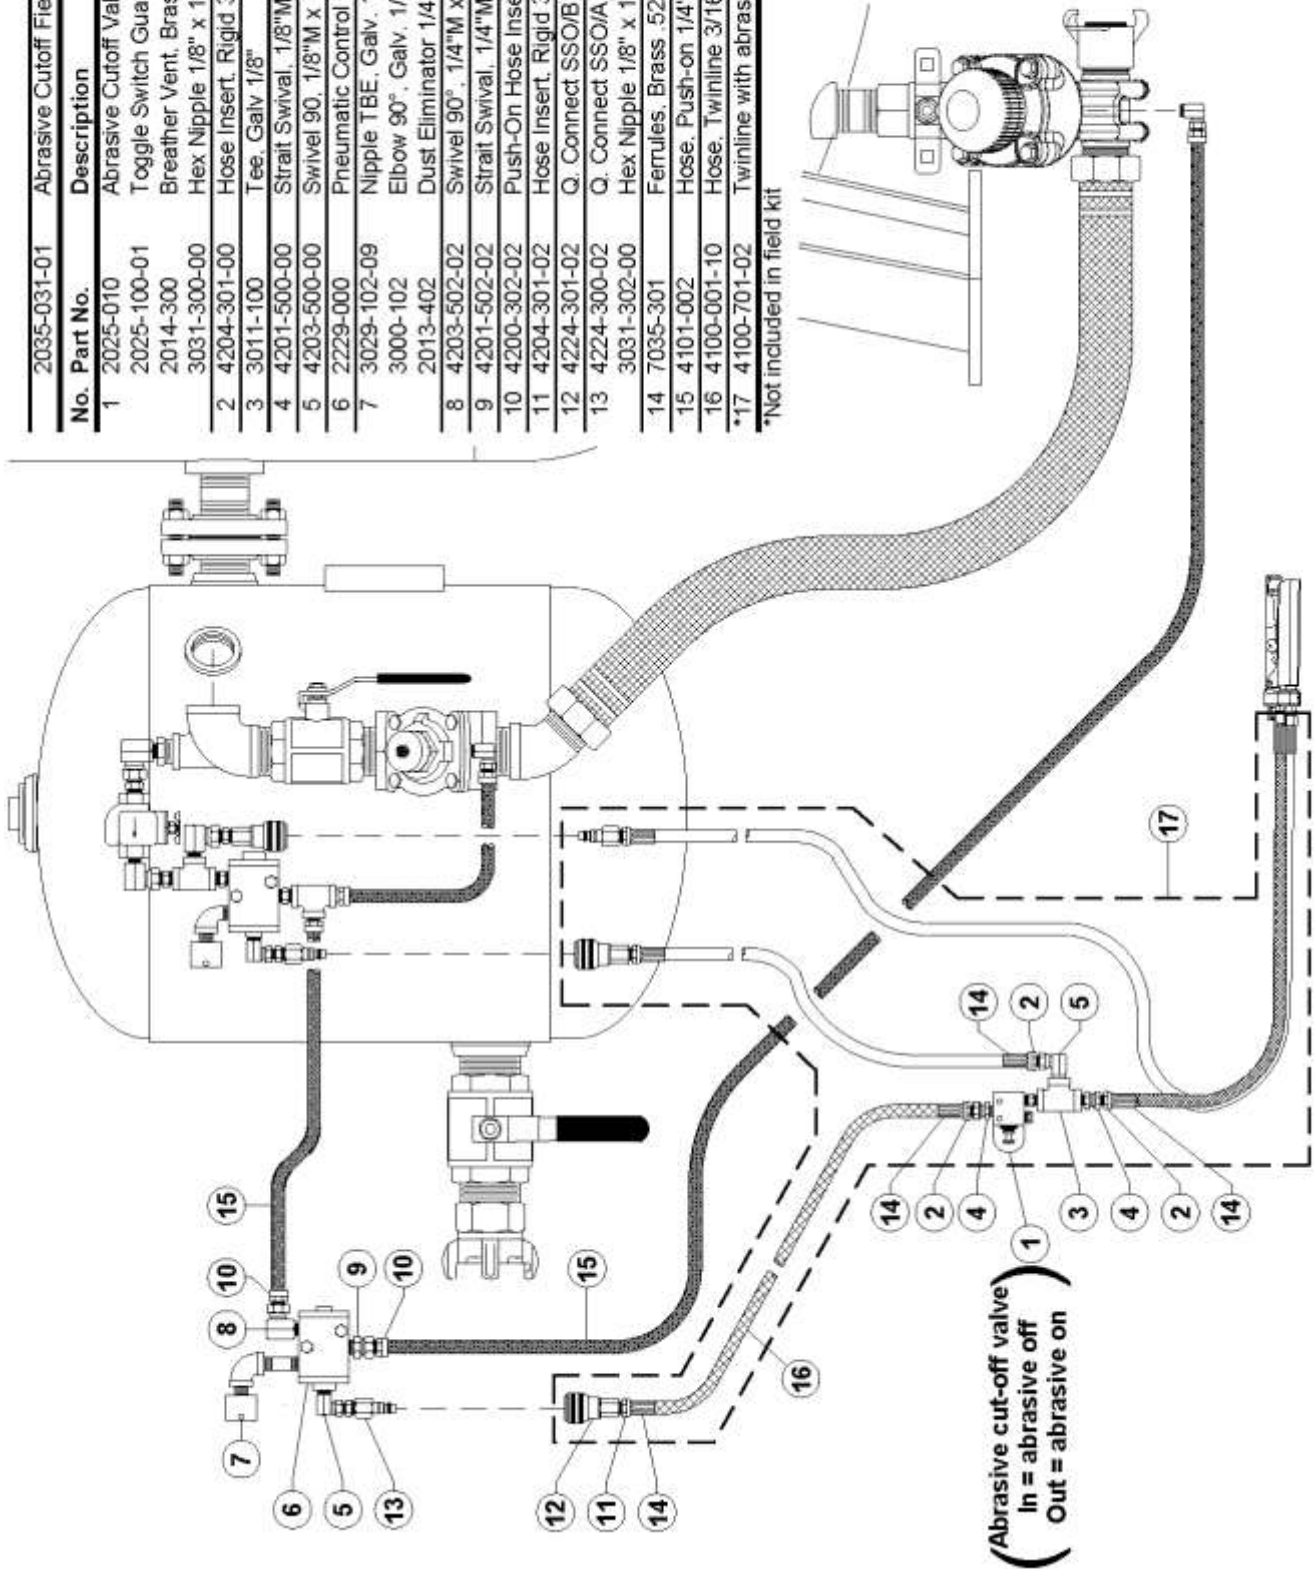 2035-031-01 Abrasive Cutoff Fie
No. Part No. Description
1 2025-010 Abrasive Cutoff Val
2025-100-01 Toggle Switch Gua
2014-300 Breather Vent. Bras
3031-300-00 Hex Nipple 1/8" x 1
2 4204-301-00 Hose Insert. Rigid 3
3 3011-100 Tee. Galv 1/8"
4 4201-500-00 Strait Swival, 1/8"M
5 4203-500-00 Swivel 90, 1/8"M x
6 2229-000 Pneumatic Control
7 3029-102-09 Nipple TBE, Galv.
3000-102 Elbow 90°. Galv. 1/
2013-402 Dust Eliminator 1/4
8 4203-502-02 Swivel 90°, 1/4"M x
9 4201-502-02 Strait Swival, 1/4"M
10 4200-302-02 Push-On Hose Inse
11 4204-301-02 Hose Insert. Rigid 3
12 4224-301-02 Q. Connect SSO/B
13 4224-300-02 Q. Connect SSO/A
3031-302-00 Hex Nipple 1/8" x 1
14 7035-301 Ferrules. Brass .52
15 4101-002 Hose. Push-on 1/4"
16 4100-001-10 Hose. Twinline 3/16
*17 4100-701-02 Twinline with abras
*Not included in field kit
15
10
8
7
6
5
13
9
10
15
12
11
14
16
17
14
2
5
14
2
4
1
3
4
2
14
(Abrasive cut-off valve)
In = abrasive off
Out = abrasive on